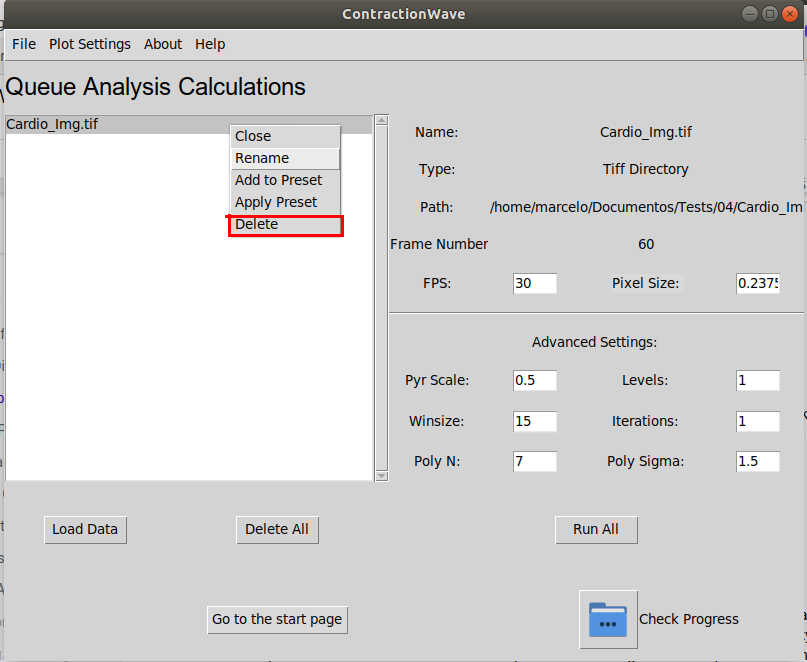 ContractionWave
File Plot Settings About Help
Queue Analysis Calculations
Cardio_Img.tif
Close
Rename
Add to Preset
Apply Preset
Delete
Name: Cardio_Img.tif
Type: Tiff Directory
Path: /home/marcelo/Documentos/Tests/04/Cardio_Im
Frame Number 60
FPS: 30 Pixel Size: 0.2375
Advanced Settings:
Pyr Scale: 0.5 Levels: 1
Winsize: 15 Iterations: 1
Poly N: 7 Poly Sigma: 1.5
Load Data Delete All Run All
Go to the start page Check Progress